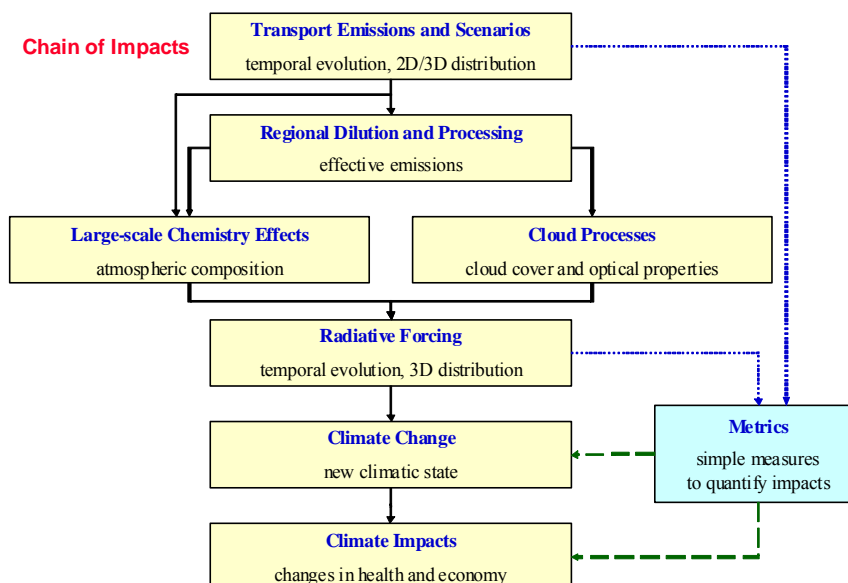 Chain of Impacts
Transport Emissions and Scenarios
temporal evolution, 2D/3D distribution
Regional Dilution and Processing
effective emissions
Large-scale Chemistry Effects
atmospheric composition
Cloud Processes
cloud cover and optical properties
Radiative Forcing
temporal evolution, 3D distribution
Metrics
simple measures
to quantify impacts
Climate Change
new climatic state
Climate Impacts
changes in health and economy